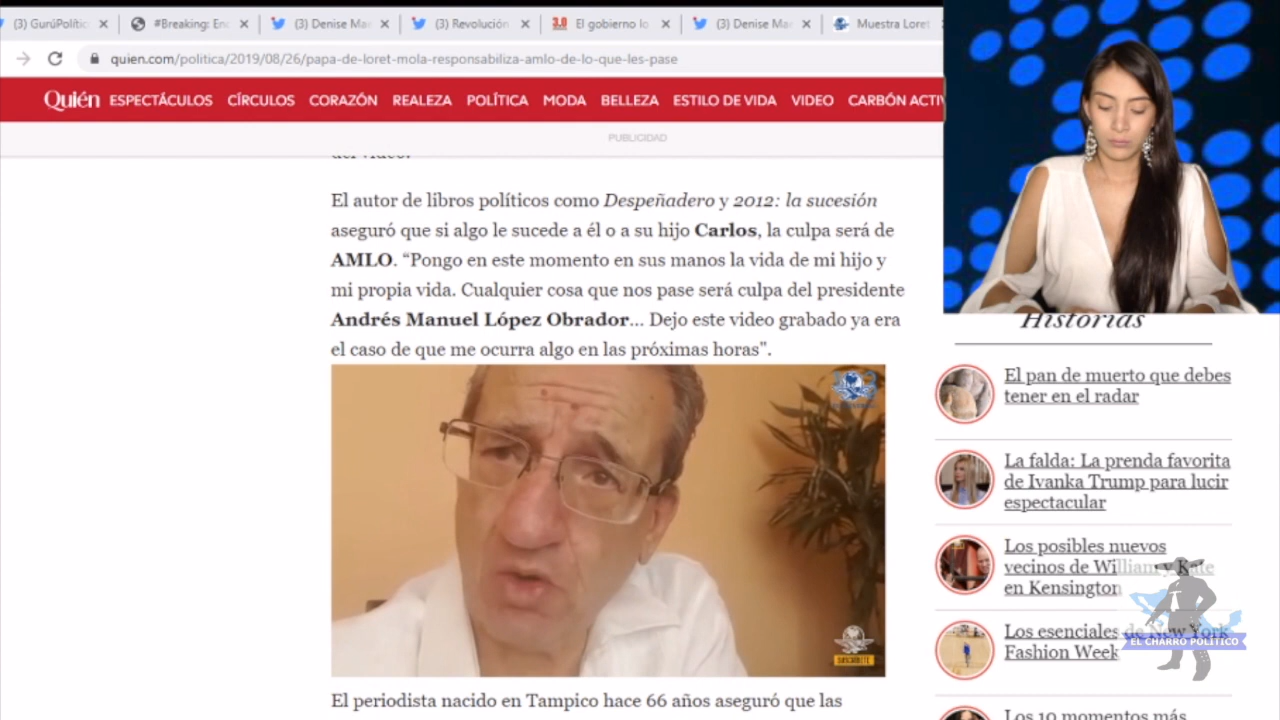 (3) GurúPolític
#Breaking: En
(3) Denise Ma
(3) Revolución
3.0 El gobierno lo
(3) Denise Ma
Muestra Loret
quien.com/politica/2019/08/26/papa-de-loret-mola-responsabiliza-amlo-de-lo-que-les-pase
Quién ESPECTÁCULOS CÍRCULOS CORAZÓN REALEZA POLÍTICA MODA BELLEZA ESTILO DE VIDA VIDEO CARBÓN ACTIV
PUBLICIDAD
del video.
El autor de libros políticos como Despeñadero y 2012: la sucesión
aseguró que si algo le sucede a él o a su hijo Carlos, la culpa será de
AMLO. “Pongo en este momento en sus manos la vida de mi hijo y
mi propia vida. Cualquier cosa que nos pase será culpa del presidente
Andrés Manuel López Obrador... Dejo este video grabado ya era
el caso de que me ocurra algo en las próximas horas".
SUSCRÍBETE
El periodista nacido en Tampico hace 66 años aseguró que las
Historias
El pan de muerto que debes
tener en el radar
La falda: La prenda favorita
de Ivanka Trump para lucir
espectacular
Los posibles nuevos
vecinos de William y Kate
en Kensington
Los esenciales de New York
Fashion Week
Los 10 momentos más
EL CHARRO POLÍTICO